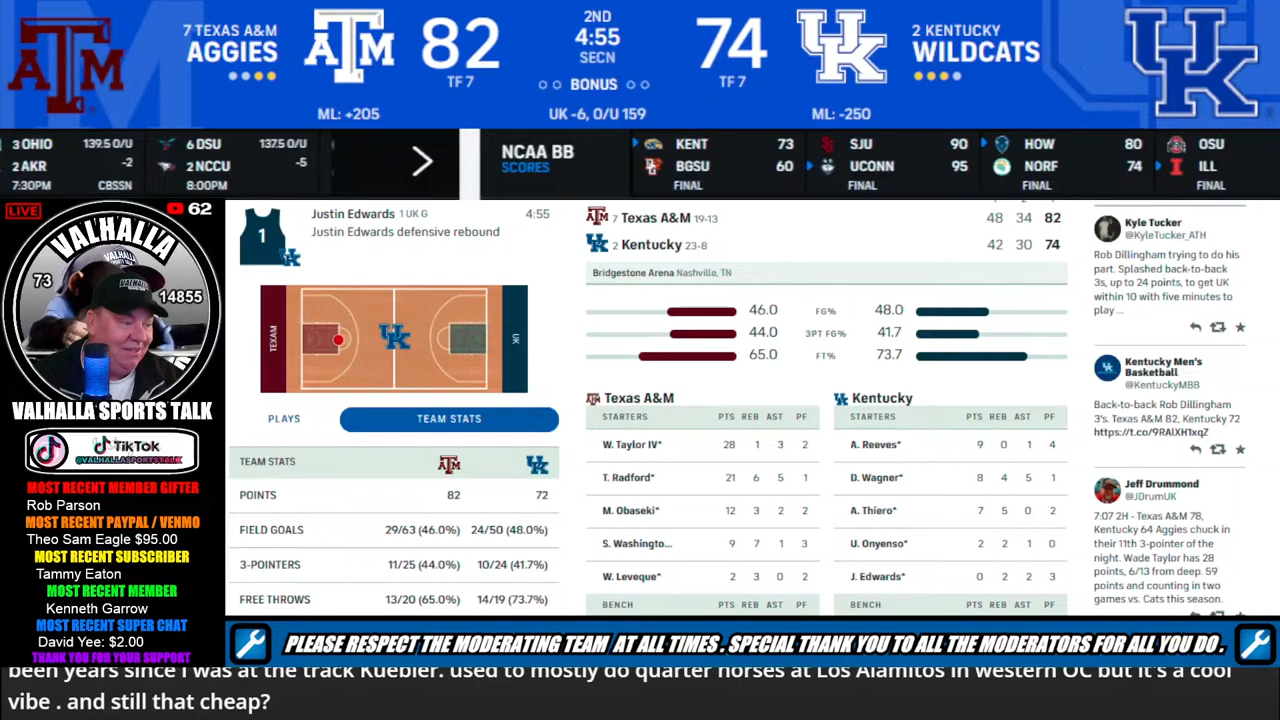 7 TEXAS A&M
AGGIES
82
TF 7
ML: +205
2ND
4:55
SECN
BONUS
UK -6, O/U 159
74
TF 7
ML: -250
2 KENTUCKY
WILDCATS
3 OHIO 139.5 O/U
2 AKR -2
7:30PM CBSSN
6 DSU 137.5 O/U
2 NCCU -5
8:00PM
NCAA BB
SCORES
KENT 73
BGSU 60
FINAL
SJU 90
UCONN 95
FINAL
HOW 80
NORF 74
FINAL
OSU
ILL
FINAL
LIVE
62
VALHALLA
73
14855
SPORTS TALK
VALHALLA SPORTS TALK
TikTok
@VALHALLASPORTSTALK
MOST RECENT MEMBER GIFTER
Rob Parson
MOST RECENT PAYPAL / VENMO
Theo Sam Eagle $95.00
MOST RECENT SUBSCRIBER
Tammy Eaton
MOST RECENT MEMBER
Kenneth Garrow
MOST RECENT SUPER CHAT
David Yee: $2.00
THANK YOU FOR YOUR SUPPORT
1
Justin Edwards 1 UK G 4:55
Justin Edwards defensive rebound
TEXAM
UK
PLAYS
TEAM STATS
TEAM STATS
POINTS 82 72
FIELD GOALS 29/63 (46.0%) 24/50 (48.0%)
3-POINTERS 11/25 (44.0%) 10/24 (41.7%)
FREE THROWS 13/20 (65.0%) 14/19 (73.7%)
7 Texas A&M 19-13 48 34 82
2 Kentucky 23-8 42 30 74
Bridgestone Arena Nashville, TN
46.0 FG% 48.0
44.0 3PT FG% 41.7
65.0 FT% 73.7
Texas A&M
STARTERS PTS REB AST PF
W. Taylor IV* 28 1 3 2
T. Radford* 21 6 5 1
M. Obaseki* 12 3 2 2
S. Washingto... 9 7 1 3
W. Leveque* 2 3 0 2
BENCH PTS REB AST PF
Kentucky
STARTERS PTS REB AST PF
A. Reeves* 9 0 1 4
D. Wagner* 8 4 5 1
A. Thiero* 7 5 0 2
U. Onyenso* 2 2 1 0
J. Edwards* 0 2 2 3
BENCH PTS REB AST PF
Kyle Tucker
@KyleTucker_ATH
Rob Dillingham trying to do his
part. Splashed back-to-back
3s, up to 24 points, to get UK
within 10 with five minutes to
play ...
Kentucky Men's
Basketball
@KentuckyMBB
Back-to-back Rob Dillingham
3's. Texas A&M 82, Kentucky 72
https://t.co/9RAlXH1xqZ
Jeff Drummond
@JDrumUK
7:07 2H - Texas A&M 78,
Kentucky 64 Aggies chuck in
their 11th 3-pointer of the
night. Wade Taylor has 28
points, 6/13 from deep. 59
points and counting in two
games vs. Cats this season.
PLEASE RESPECT THE MODERATING TEAM AT ALL TIMES . SPECIAL THANK YOU TO ALL THE MODERATORS FOR ALL YOU DO .
been years since I was at the track Kuebler. used to mostly do quarter horses at Los Alamitos in western OC but it's a cool
vibe . and still that cheap?